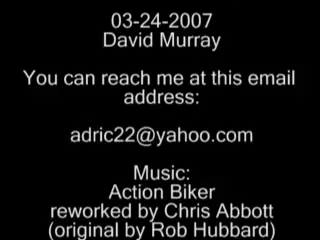 03-24-2007
David Murray
You can reach me at this email
address:
adric22@yahoo.com
Music:
Action Biker
reworked by Chris Abbott
(original by Rob Hubbard)